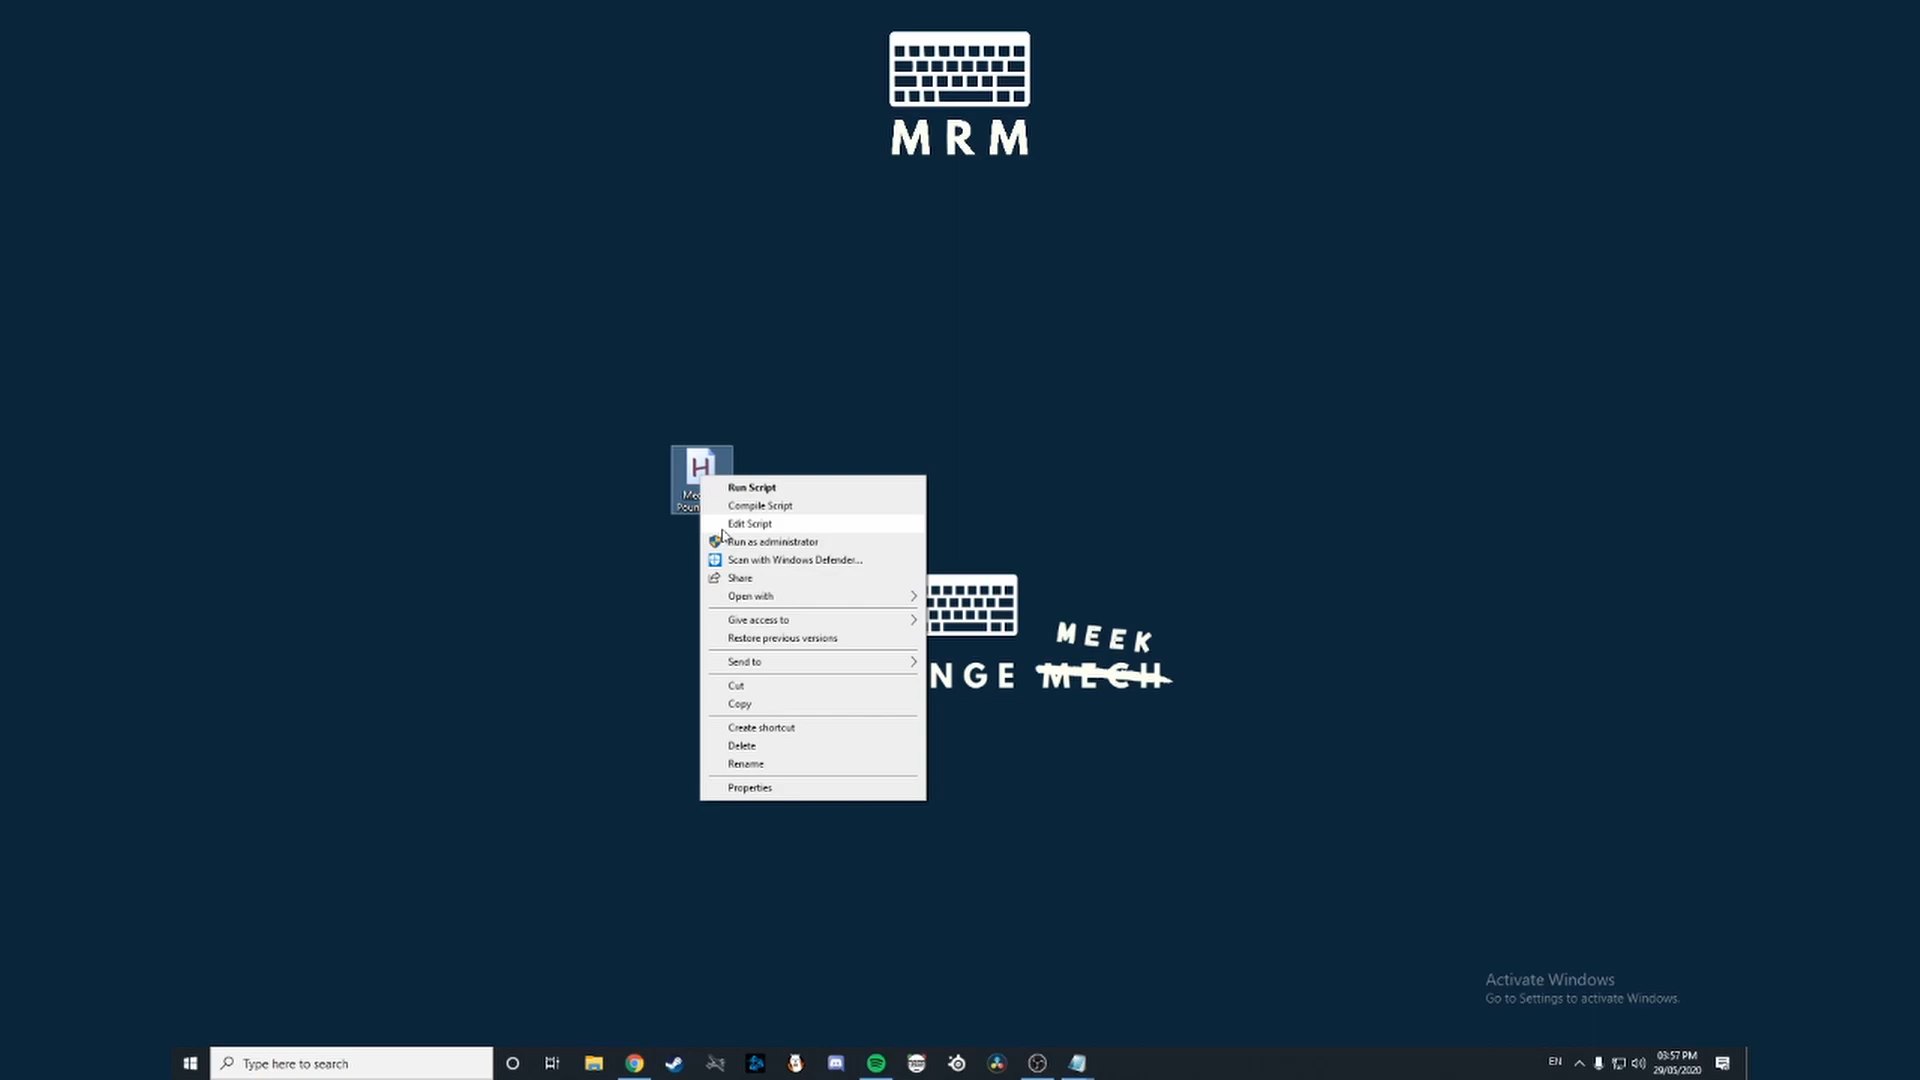 MRM
H
Run Script
Compile Script
Edit Script
Run as administrator
Scan with Windows Defender...
Share
Open with
Give access to
Restore previous versions
Send to
Cut
Copy
Create shortcut
Delete
Rename
Properties
MEEK
NGE MECH
Activate Windows
Go to Settings to activate Windows.
Type here to search
EN
03:57 PM
29/05/2020